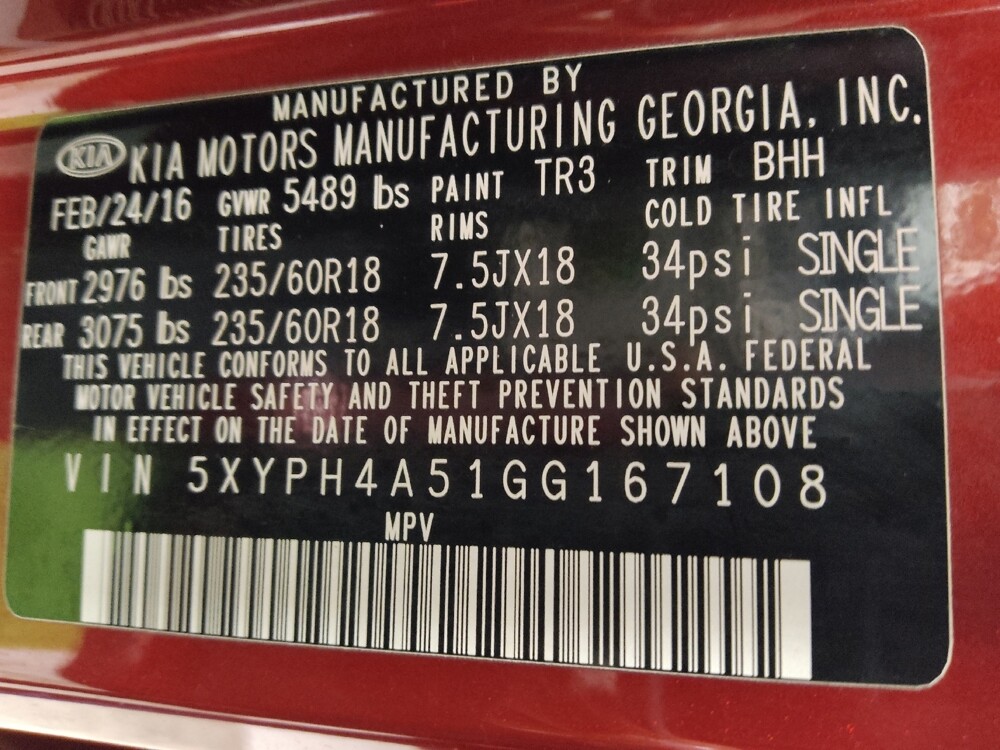 MANUFACTURED BY
KIA KIA MOTORS MANUFACTURING GEORGIA, INC.
FEB/24/16 GVWR 5489 lbs PAINT TR3 TRIM BHH
GAWR TIRES RIMS COLD TIRE INFL
FRONT 2976 lbs 235/60R18 7.5JX18 34psi SINGLE
REAR 3075 lbs 235/60R18 7.5JX18 34psi SINGLE
THIS VEHICLE CONFORMS TO ALL APPLICABLE U.S.A. FEDERAL
MOTOR VEHICLE SAFETY AND THEFT PREVENTION STANDARDS
IN EFFECT ON THE DATE OF MANUFACTURE SHOWN ABOVE
VIN 5XYPH4A51GG167108
MPV